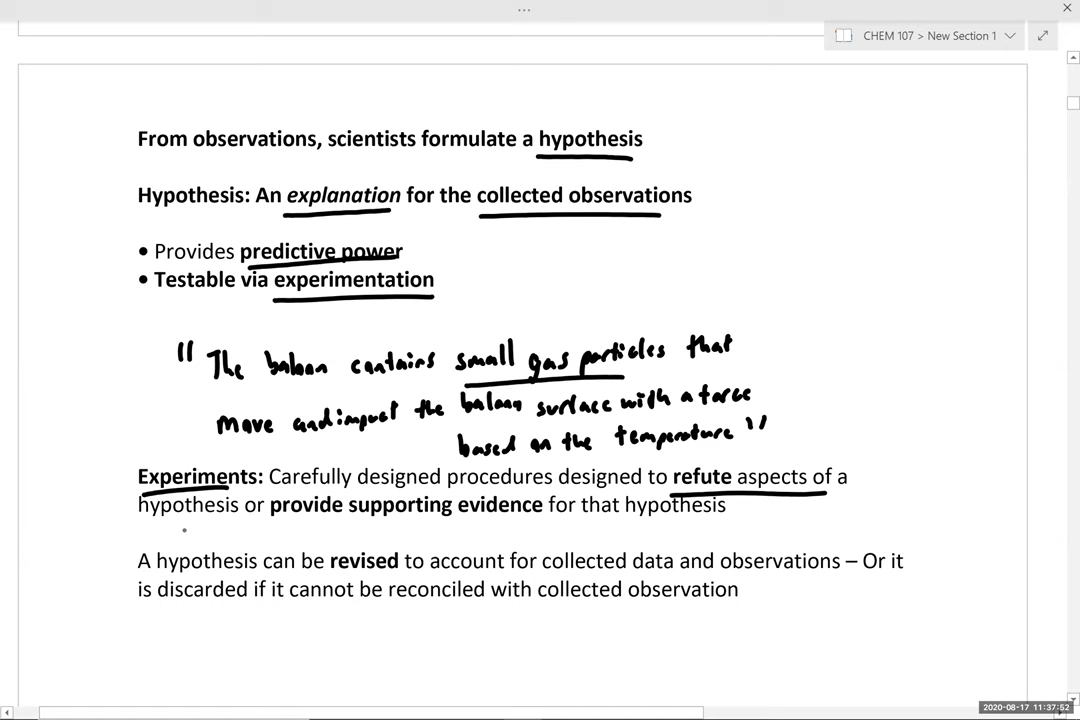 ...
CHEM 107 > New Section 1
From observations, scientists formulate a hypothesis
Hypothesis: An explanation for the collected observations
• Provides predictive power
• Testable via experimentation
"The baloon contains small gas particles that
move and impact the baloon surface with a force
based on the temperature"
Experiments: Carefully designed procedures designed to refute aspects of a
hypothesis or provide supporting evidence for that hypothesis
A hypothesis can be revised to account for collected data and observations – Or it
is discarded if it cannot be reconciled with collected observation
2020-08-17 11:37:52